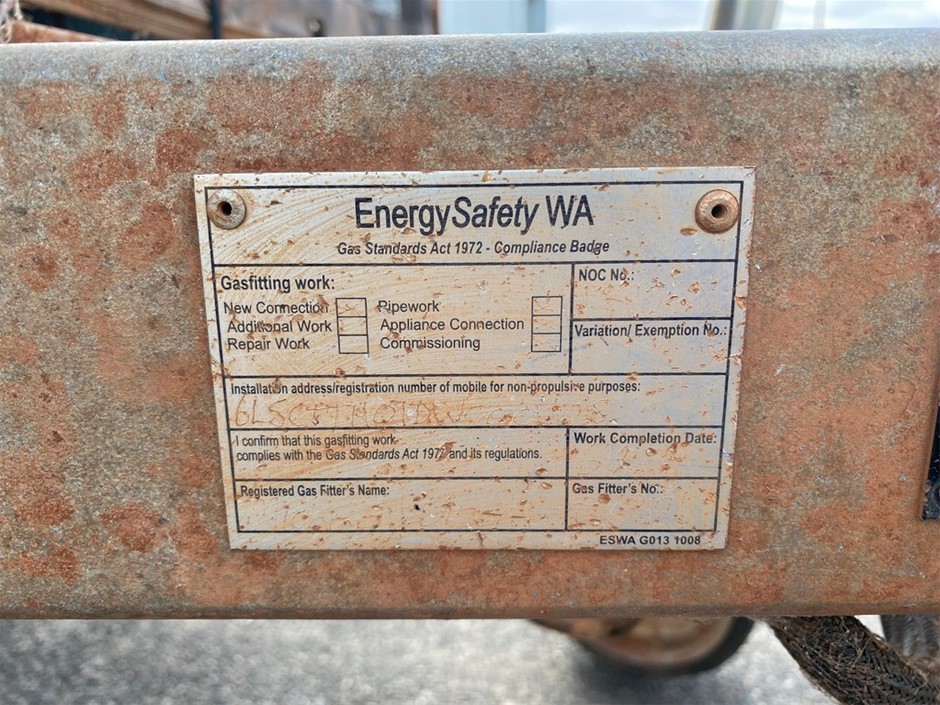 EnergySafety WA
Gas Standards Act 1972 - Compliance Badge
Gasfitting work:
New Connection
Pipework
Additional Work
Appliance Connection
Repair Work
Commissioning
NOC No.:
Variation/ Exemption No.:
Installation address/registration number of mobile for non-propulsive purposes:
I confirm that this gasfitting work
complies with the Gas Standards Act 1972 and its regulations.
Work Completion Date:
Registered Gas Fitter's Name:
Gas Fitter's No.:
ESWA G013 1008